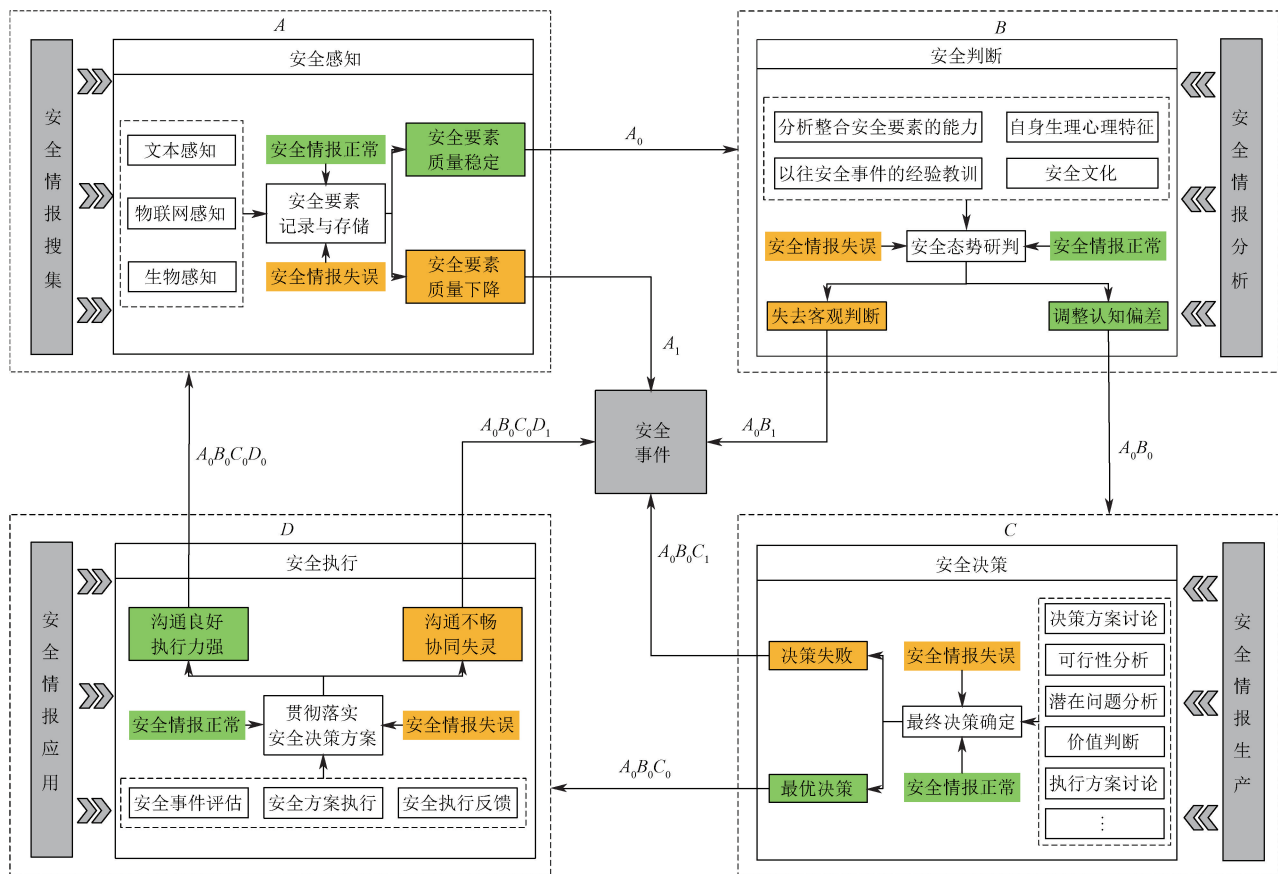 A
安全情报搜集
安全感知
文本感知
物联网感知
生物感知
安全情报正常
安全要素
记录与存储
安全情报失误
安全要素
质量稳定
安全要素
质量下降
A₀
A₁
B
安全判断
安全情报分析
分析整合安全要素的能力
自身生理心理特征
以往安全事件的经验教训
安全文化
安全情报失误
安全态势研判
安全情报正常
失去客观判断
调整认知偏差
A₀B₁
A₀B₀
安全
事件
A₀B₀C₀D₀
A₀B₀C₀D₁
A₀B₀C₁
A₀B₀C₀
D
安全情报应用
安全执行
沟通良好
执行力强
沟通不畅
协同失灵
安全情报正常
贯彻落实
安全决策方案
安全情报失误
安全事件评估
安全方案执行
安全执行反馈
C
安全决策
安全情报生产
决策失败
安全情报失误
最终决策确定
最优决策
安全情报正常
决策方案讨论
可行性分析
潜在问题分析
价值判断
执行方案讨论
⋮